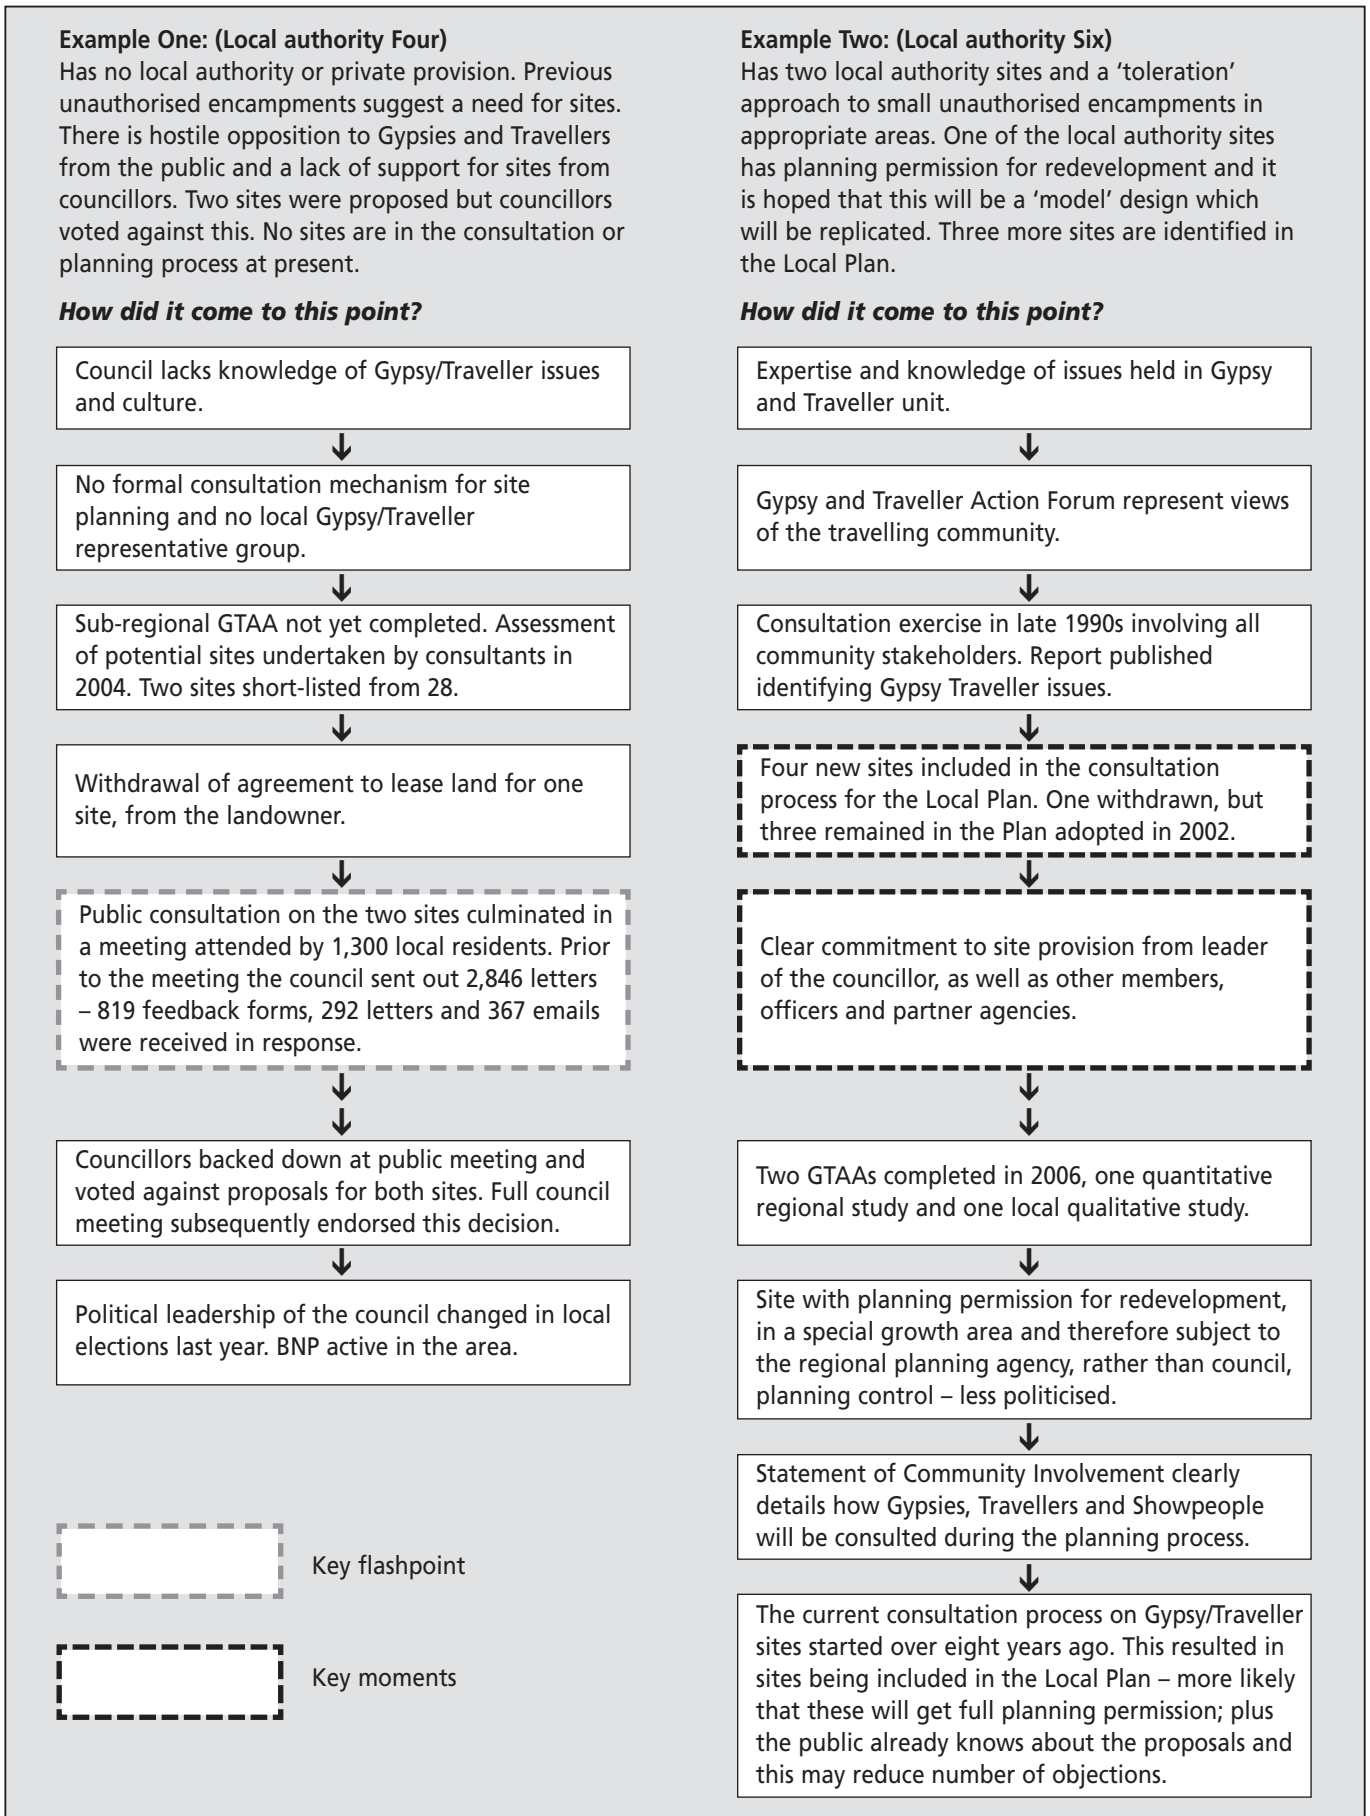 Example One: (Local authority Four)
Has no local authority or private provision. Previous
unauthorised encampments suggest a need for sites.
There is hostile opposition to Gypsies and Travellers
from the public and a lack of support for sites from
councillors. Two sites were proposed but councillors
voted against this. No sites are in the consultation or
planning process at present.
How did it come to this point?
Council lacks knowledge of Gypsy/Traveller issues
and culture.
No formal consultation mechanism for site
planning and no local Gypsy/Traveller
representative group.
Sub-regional GTAA not yet completed. Assessment
of potential sites undertaken by consultants in
2004. Two sites short-listed from 28.
Withdrawal of agreement to lease land for one
site, from the landowner.
Public consultation on the two sites culminated in
a meeting attended by 1,300 local residents. Prior
to the meeting the council sent out 2,846 letters
– 819 feedback forms, 292 letters and 367 emails
were received in response.
Councillors backed down at public meeting and
voted against proposals for both sites. Full council
meeting subsequently endorsed this decision.
Political leadership of the council changed in local
elections last year. BNP active in the area.
Key flashpoint
Key moments
Example Two: (Local authority Six)
Has two local authority sites and a ‘toleration’
approach to small unauthorised encampments in
appropriate areas. One of the local authority sites
has planning permission for redevelopment and it
is hoped that this will be a ‘model’ design which
will be replicated. Three more sites are identified in
the Local Plan.
How did it come to this point?
Expertise and knowledge of issues held in Gypsy
and Traveller unit.
Gypsy and Traveller Action Forum represent views
of the travelling community.
Consultation exercise in late 1990s involving all
community stakeholders. Report published
identifying Gypsy Traveller issues.
Four new sites included in the consultation
process for the Local Plan. One withdrawn, but
three remained in the Plan adopted in 2002.
Clear commitment to site provision from leader
of the councillor, as well as other members,
officers and partner agencies.
Two GTAAs completed in 2006, one quantitative
regional study and one local qualitative study.
Site with planning permission for redevelopment,
in a special growth area and therefore subject to
the regional planning agency, rather than council,
planning control – less politicised.
Statement of Community Involvement clearly
details how Gypsies, Travellers and Showpeople
will be consulted during the planning process.
The current consultation process on Gypsy/Traveller
sites started over eight years ago. This resulted in
sites being included in the Local Plan – more likely
that these will get full planning permission; plus
the public already knows about the proposals and
this may reduce number of objections.